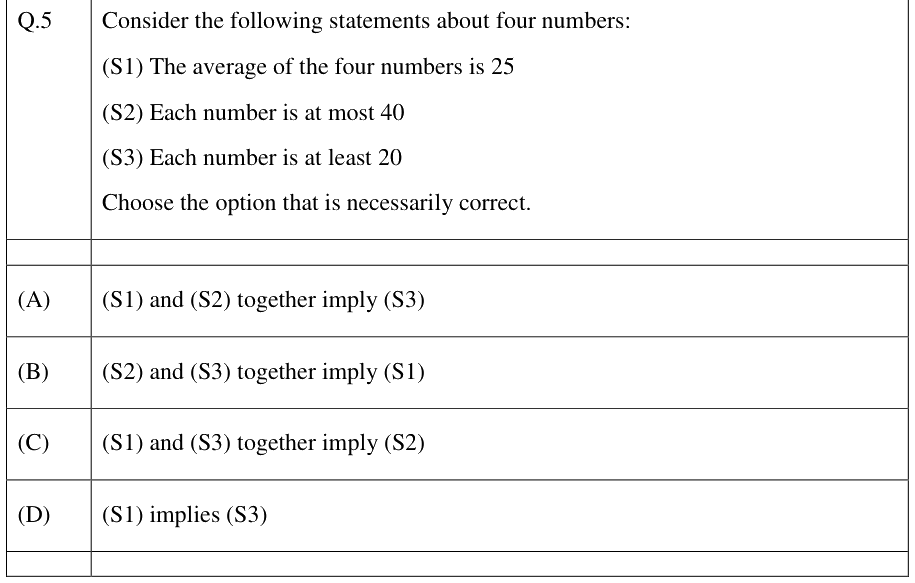 Q.5 Consider the following statements about four numbers:
(S1) The average of the four numbers is 25
(S2) Each number is at most 40
(S3) Each number is at least 20
Choose the option that is necessarily correct.
(A) (S1) and (S2) together imply (S3)
(B) (S2) and (S3) together imply (S1)
(C) (S1) and (S3) together imply (S2)
(D) (S1) implies (S3)